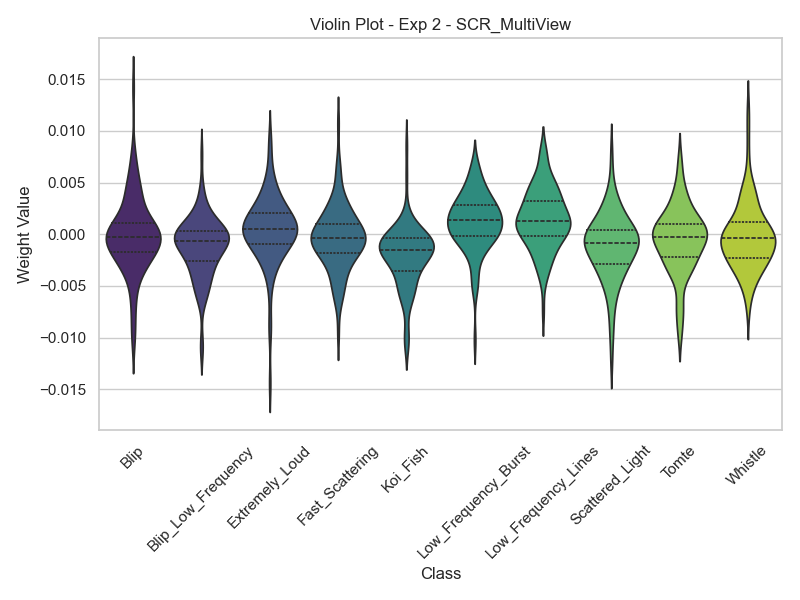 Violin Plot - Exp 2 - SCR_MultiView
0.015
0.010
0.005
0.000
−0.005
−0.010
−0.015
Weight Value
Blip
Blip_Low_Frequency
Extremely_Loud
Fast_Scattering
Koi_Fish
Low_Frequency_Burst
Low_Frequency_Lines
Scattered_Light
Tomte
Whistle
Class